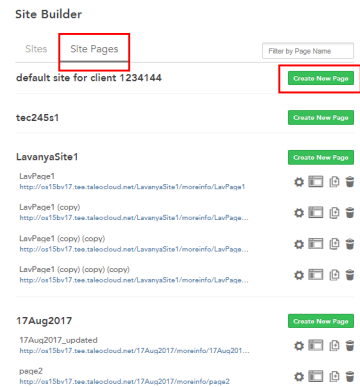 Site Builder
Sites Site Pages Filter by Page Name
default site for client 1234144 Create New Page
tec245s1 Create New Page
LavanyaSite1 Create New Page
LavPage1
http://os15bv17.tee.taleocloud.net/LavanyaSite1/moreinfo/LavPage1
LavPage1 (copy)
http://os15bv17.tee.taleocloud.net/LavanyaSite1/moreinfo/LavPage...
LavPage1 (copy) (copy)
http://os15bv17.tee.taleocloud.net/LavanyaSite1/moreinfo/LavPage...
LavPage1 (copy) (copy) (copy)
http://os15bv17.tee.taleocloud.net/LavanyaSite1/moreinfo/LavPage...
17Aug2017 Create New Page
17Aug2017_updated
http://os15bv17.tee.taleocloud.net/17Aug2017/moreinfo/17Aug201...
page2
http://os15bv17.tee.taleocloud.net/17Aug2017/moreinfo/page2